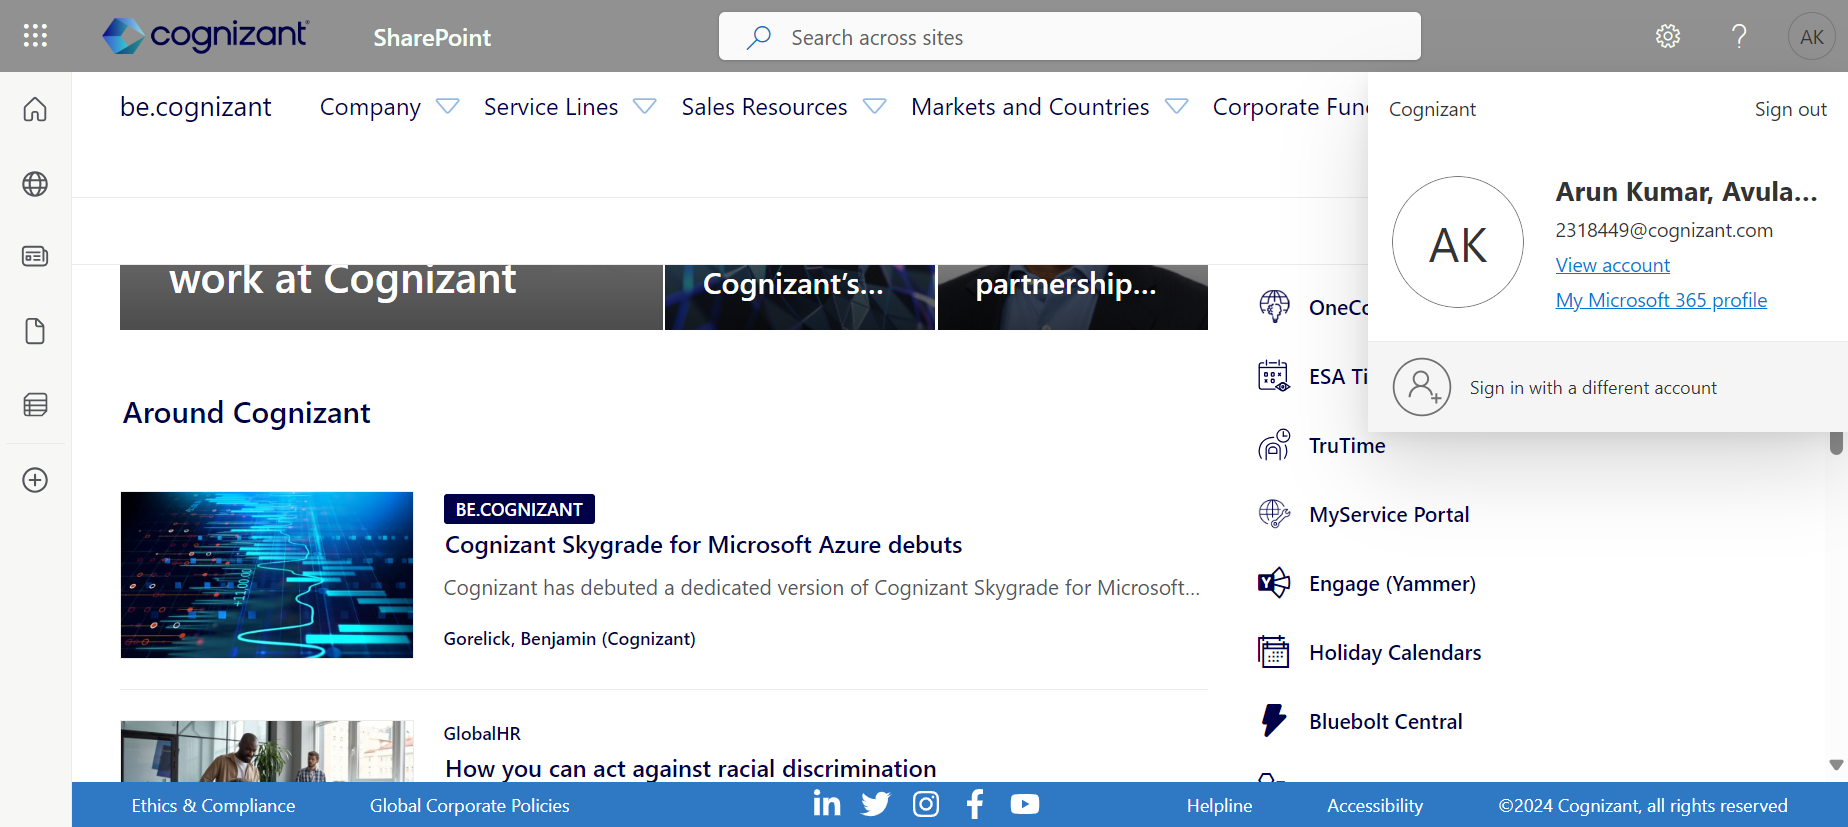 cognizant
SharePoint
Search across sites
AK
be.cognizant
Company
Service Lines
Sales Resources
Markets and Countries
Corporate Fun
Cognizant
Sign out
AK
Arun Kumar, Avula...
2318449@cognizant.com
View account
My Microsoft 365 profile
Sign in with a different account
work at Cognizant
Cognizant's...
partnership...
OneCo
ESA Ti
TruTime
MyService Portal
Engage (Yammer)
Holiday Calendars
Bluebolt Central
Around Cognizant
BE.COGNIZANT
Cognizant Skygrade for Microsoft Azure debuts
Cognizant has debuted a dedicated version of Cognizant Skygrade for Microsoft...
Gorelick, Benjamin (Cognizant)
GlobalHR
How you can act against racial discrimination
Ethics & Compliance
Global Corporate Policies
Helpline
Accessibility
©2024 Cognizant, all rights reserved